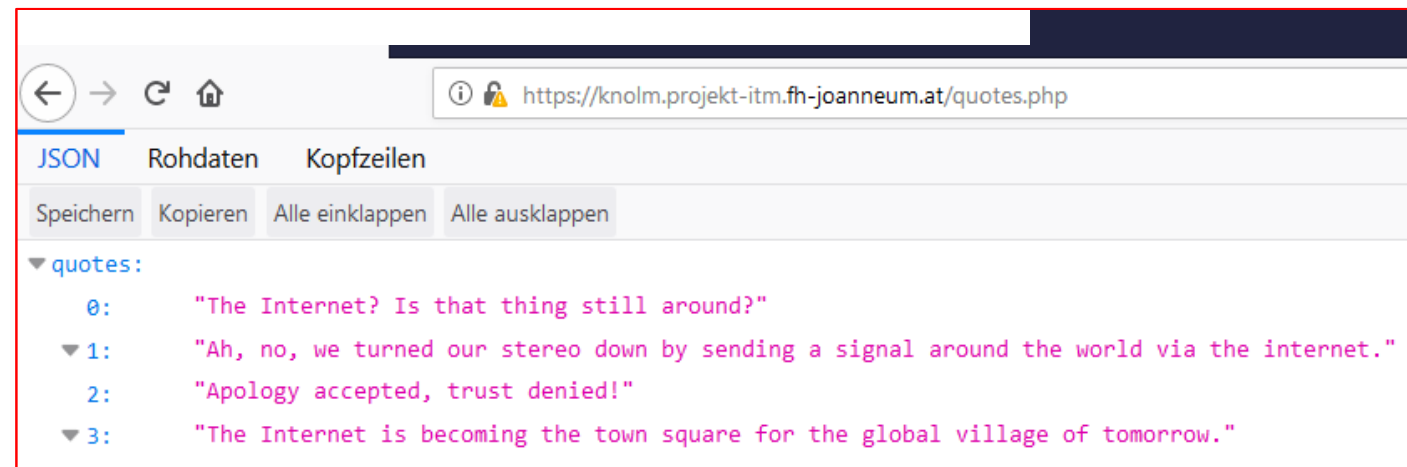 https://knolm.projekt-itm.fh-joanneum.at/quotes.php
JSON Rohdaten Kopfzeilen
Speichern Kopieren Alle einklappen Alle ausklappen
quotes:
0: "The Internet? Is that thing still around?"
1: "Ah, no, we turned our stereo down by sending a signal around the world via the internet."
2: "Apology accepted, trust denied!"
3: "The Internet is becoming the town square for the global village of tomorrow."